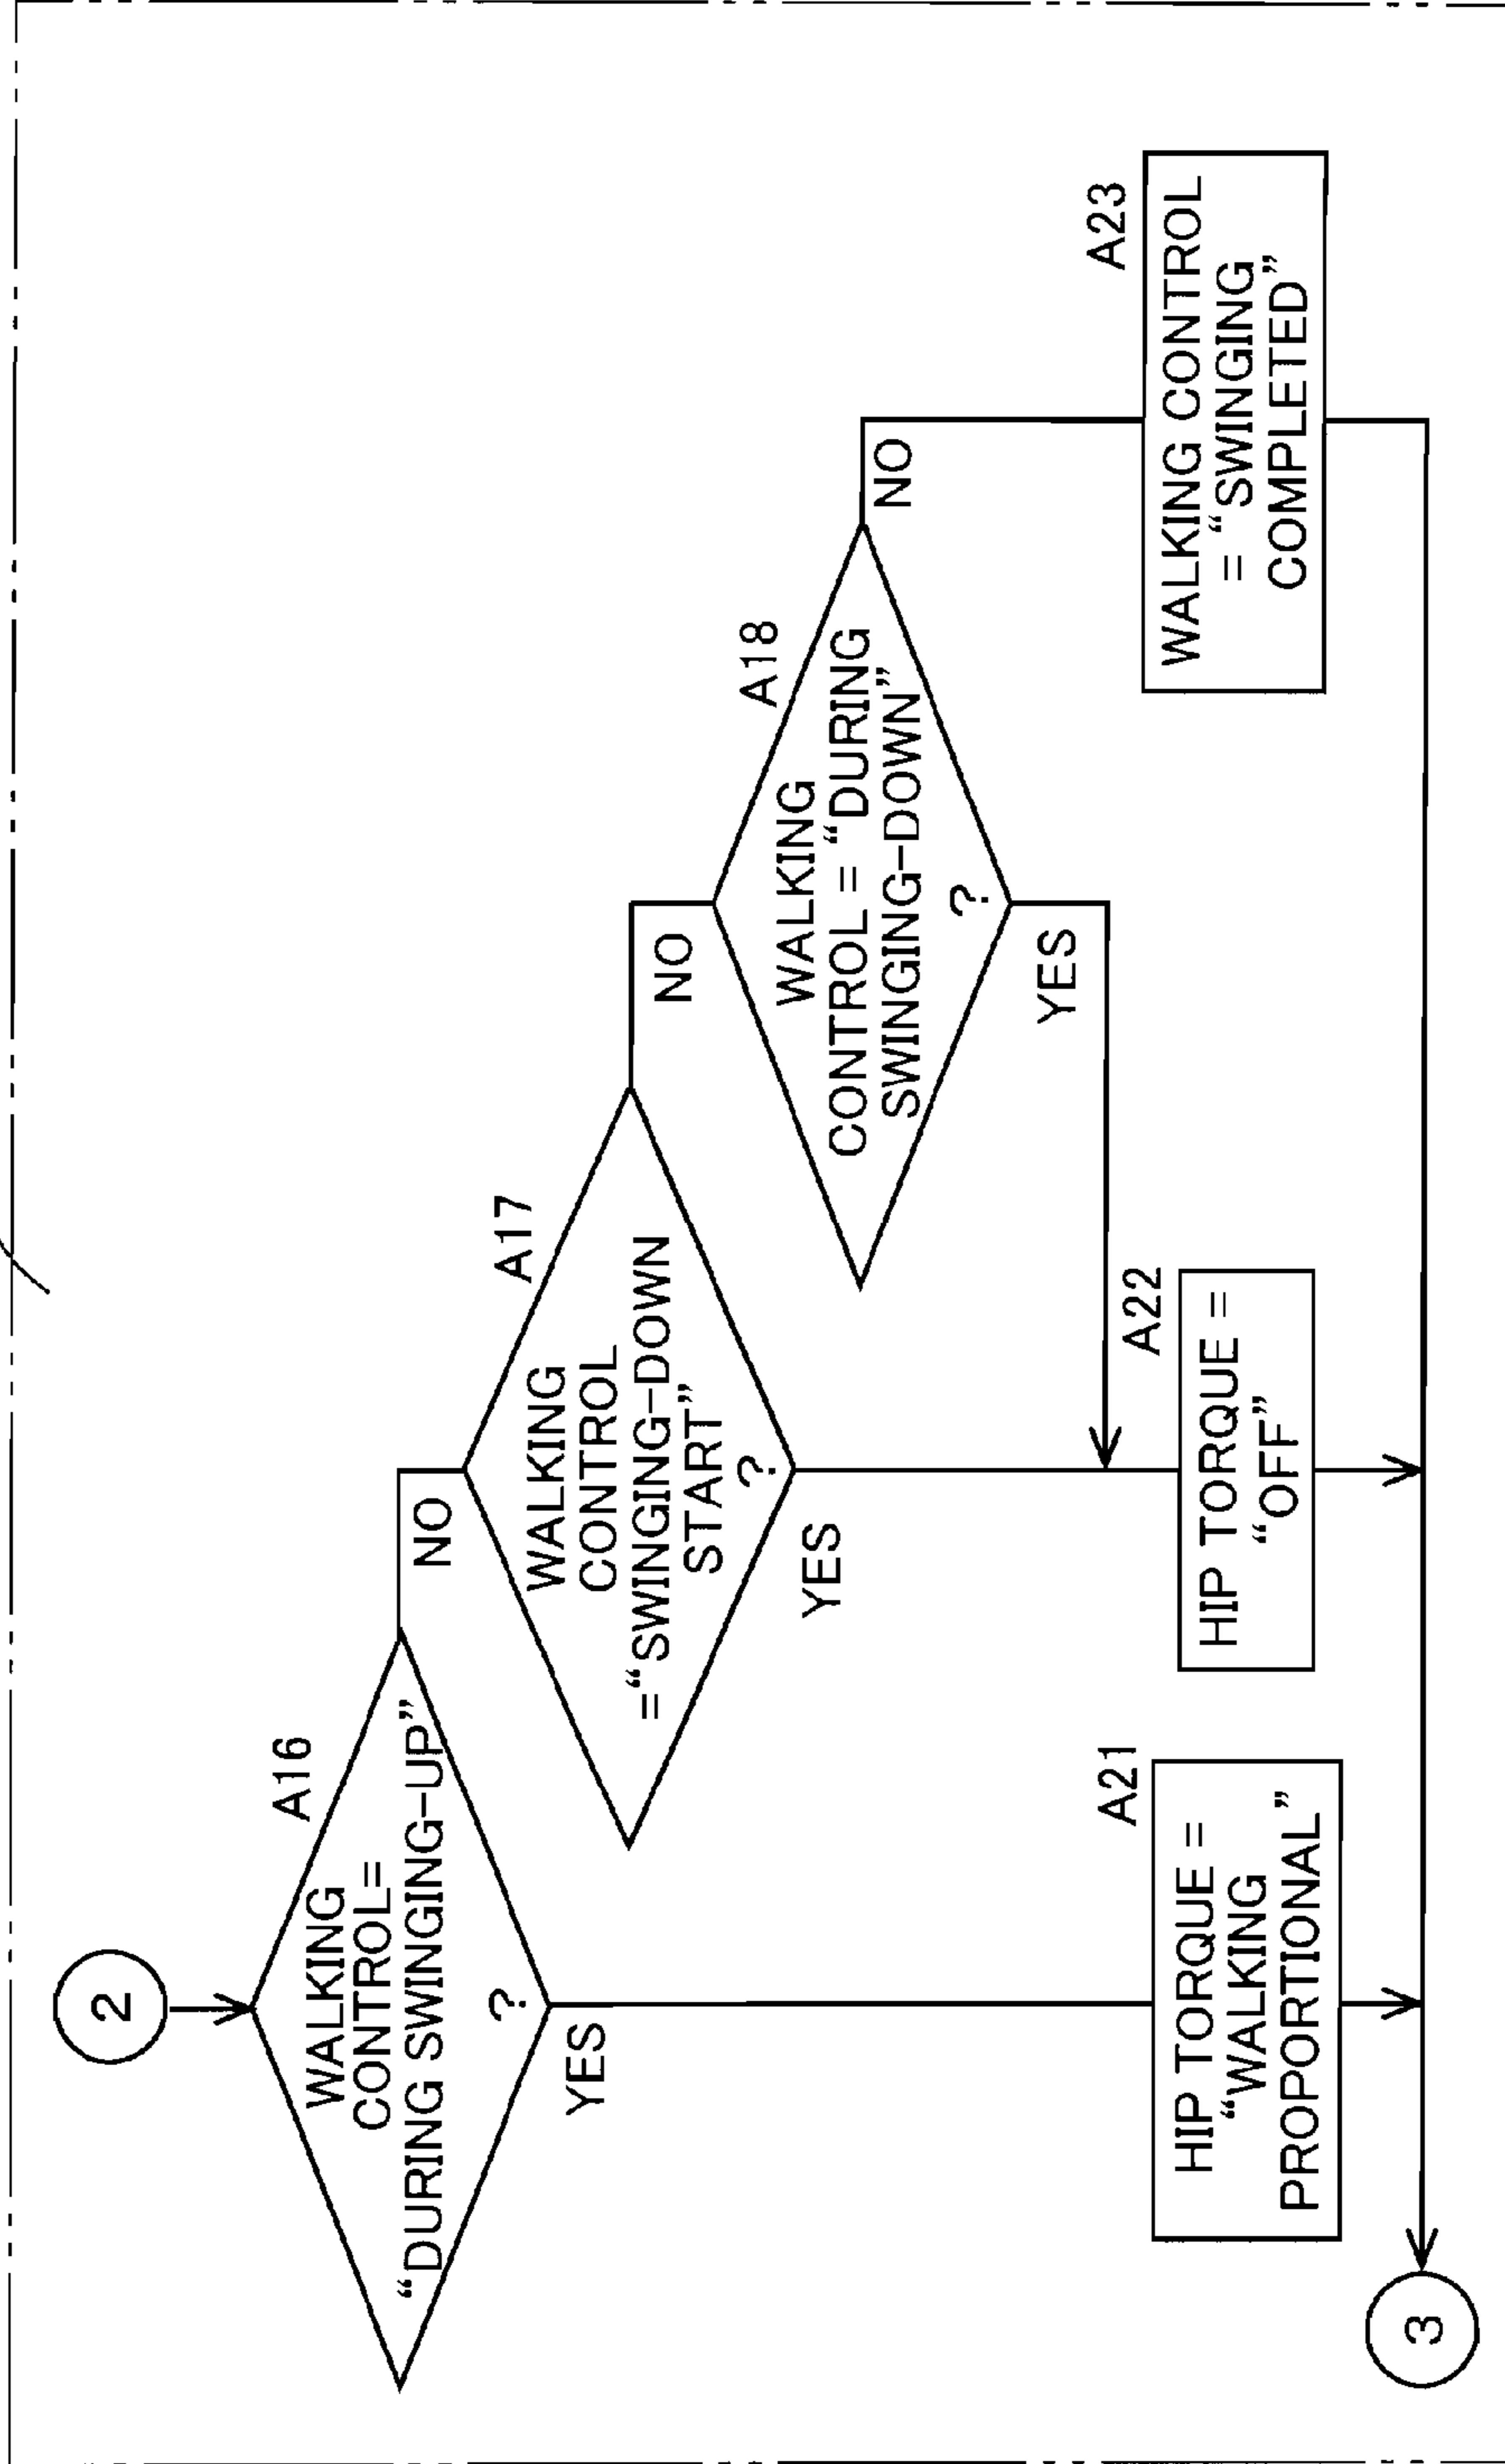 2
A16
WALKING
CONTROL=
“DURING SWINGING-UP”
?
NO
YES
A17
WALKING
CONTROL
=“SWINGING-DOWN
START”
?
NO
YES
A18
WALKING
CONTROL = “DURING
SWINGING-DOWN”
?
NO
YES
A21
HIP TORQUE =
“WALKING
PROPORTIONAL”
A22
HIP TORQUE =
“OFF”
A23
WALKING CONTROL
= “SWINGING
COMPLETED”
3